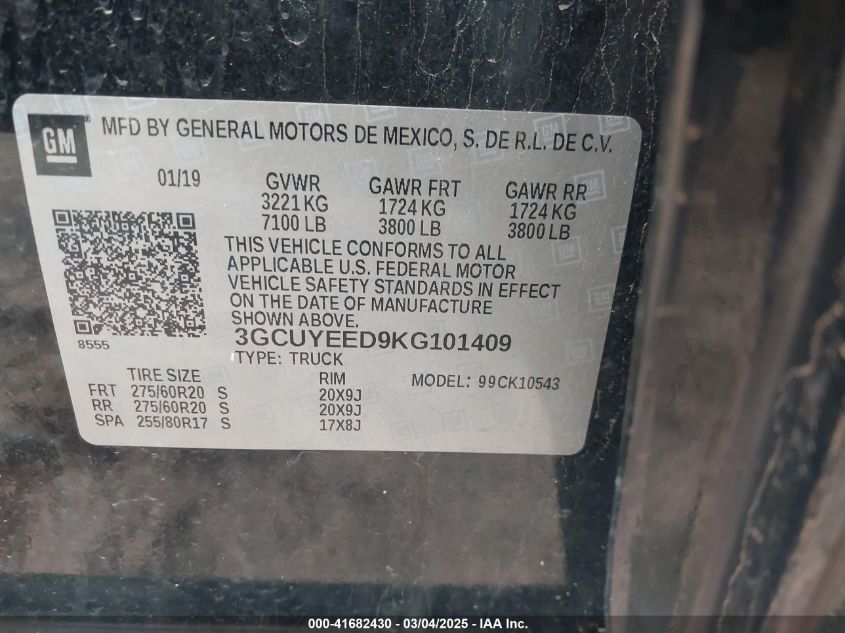 GM MFD BY GENERAL MOTORS DE MEXICO, S. DE R.L. DE C.V.
01/19 GVWR GAWR FRT GAWR RR
3221 KG 1724 KG 1724 KG
7100 LB 3800 LB 3800 LB
THIS VEHICLE CONFORMS TO ALL
APPLICABLE U.S. FEDERAL MOTOR
VEHICLE SAFETY STANDARDS IN EFFECT
ON THE DATE OF MANUFACTURE
SHOWN ABOVE.
8555
3GCUYEED9KG101409
TYPE: TRUCK
TIRE SIZE RIM MODEL: 99CK10543
FRT 275/60R20 S 20X9J
RR 275/60R20 S 20X9J
SPA 255/80R17 S 17X8J
000-41682430 - 03/04/2025 - IAA Inc.